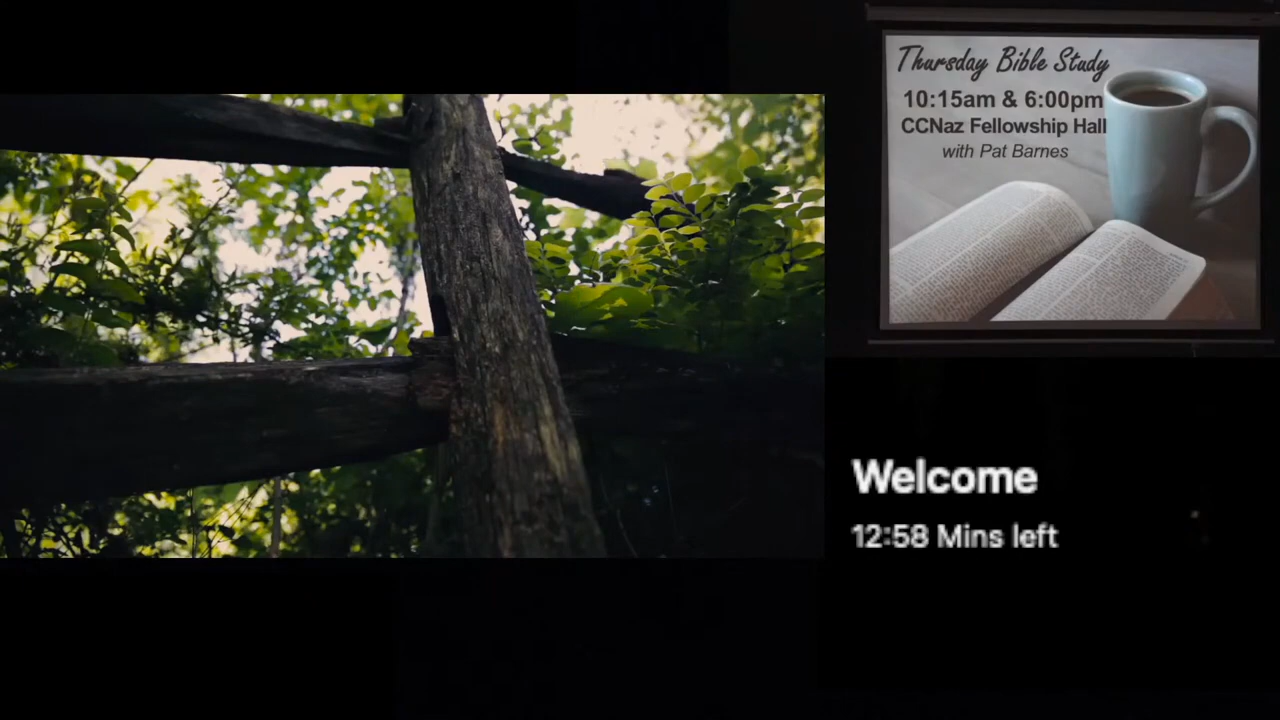 Thursday Bible Study
10:15am & 6:00pm
CCNaz Fellowship Hall
with Pat Barnes
Welcome
12:58 Mins left